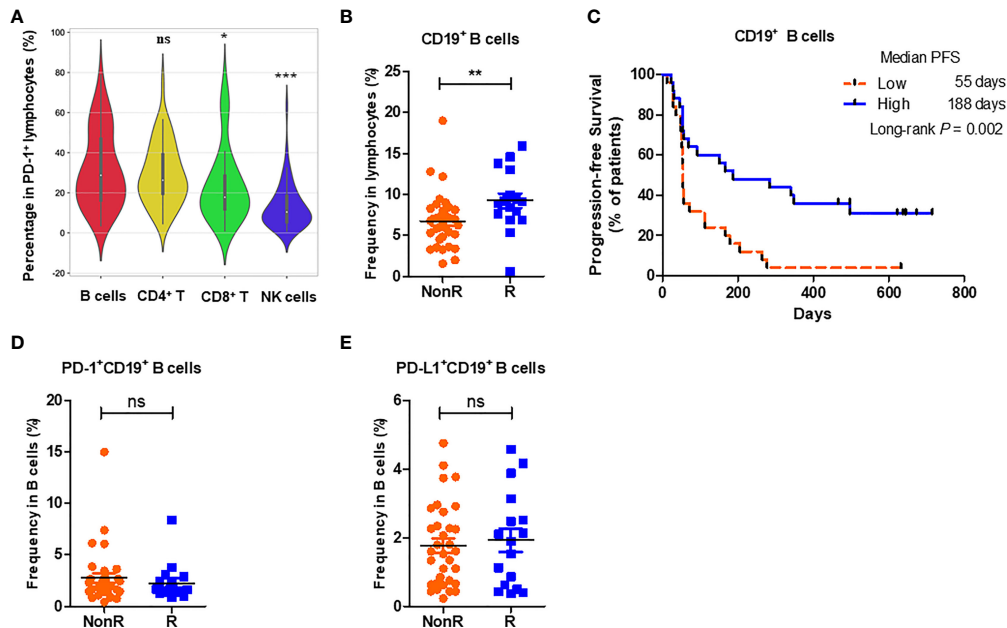 A
Percentage in PD-1+ lymphocytes (%)
100
80
60
40
20
0
-20
ns
*
***
B cells
CD4+ T
CD8+ T
NK cells
B
CD19+ B cells
Frequency in lymphocytes (%)
25
20
15
10
5
0
**
NonR
R
C
CD19+ B cells
Median PFS
Low 55 days
High 188 days
Long-rank P = 0.002
Progression-free Survival
(% of patients)
100
80
60
40
20
0
0
200
400
600
800
Days
D
PD-1+CD19+ B cells
Frequency in B cells (%)
20
15
10
5
0
ns
NonR
R
E
PD-L1+CD19+ B cells
Frequency in B cells (%)
6
4
2
0
ns
NonR
R